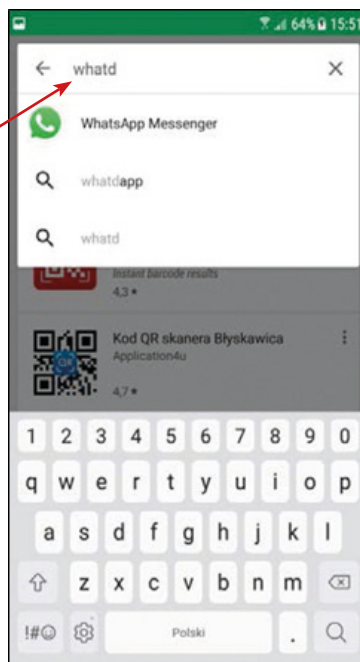 64% 15:51
whatd
WhatsApp Messenger
whatdapp
whatd
Instant barcode results
4,3 ★
Kod QR skanera Błyskawica
Application4u
QR
4,7 ★
1 2 3 4 5 6 7 8 9 0
q w e r t y u i o p
a s d f g h j k l
z x c v b n m
!#☺ Polski .